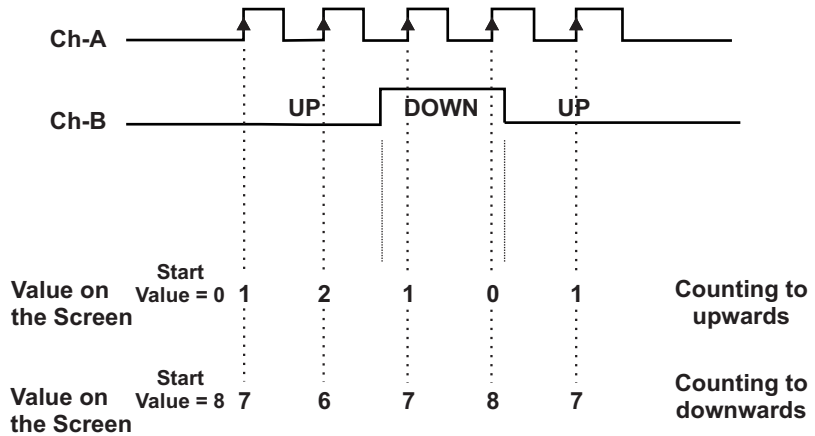 Ch-A
Ch-B
UP DOWN UP
Start
Value on Value = 0 1 2 1 0 1 Counting to
the Screen upwards
Start
Value on Value = 8 7 6 7 8 7 Counting to
the Screen downwards